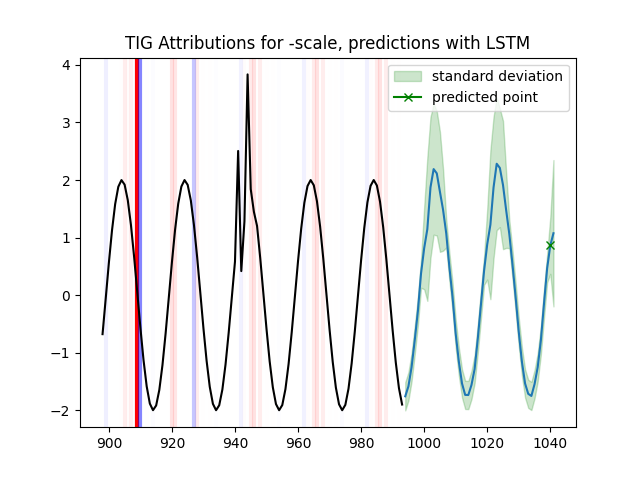 TIG Attributions for -scale, predictions with LSTM
standard deviation
predicted point
4
3
2
1
0
−1
−2
900 920 940 960 980 1000 1020 1040